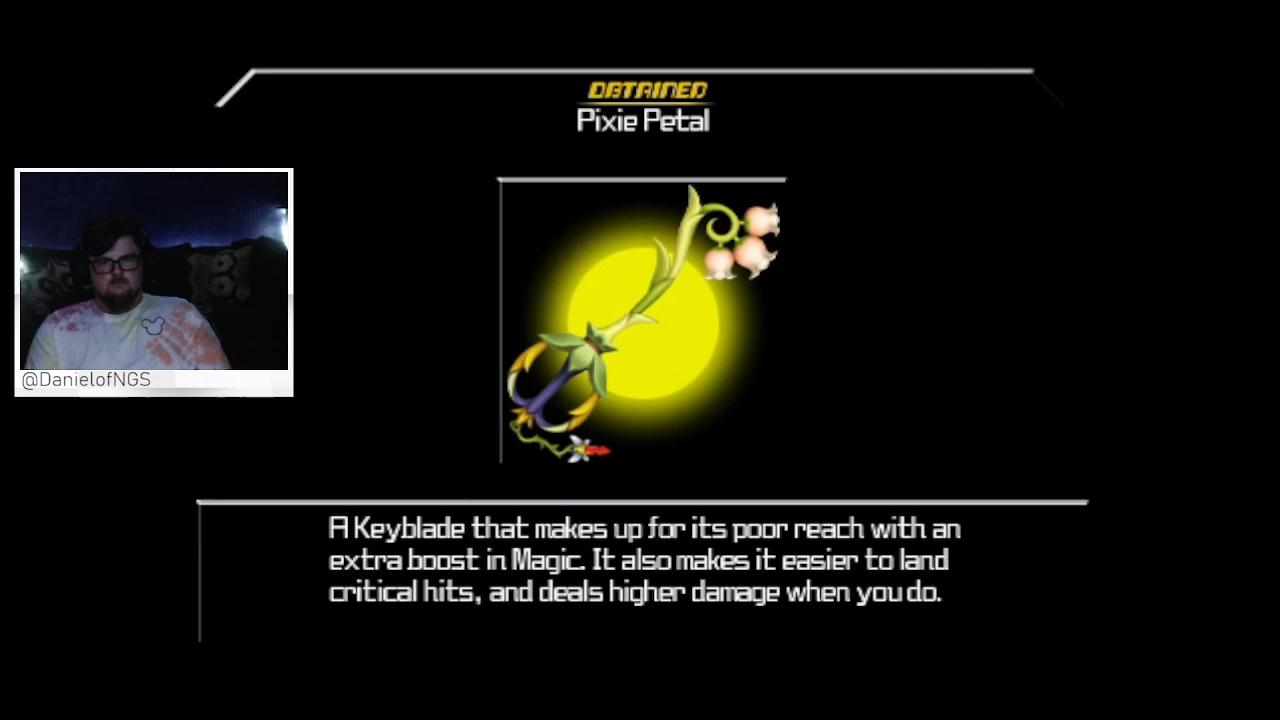 OBTAINED
Pixie Petal
@DanielofNGS
A Keyblade that makes up for its poor reach with an
extra boost in Magic. It also makes it easier to land
critical hits, and deals higher damage when you do.